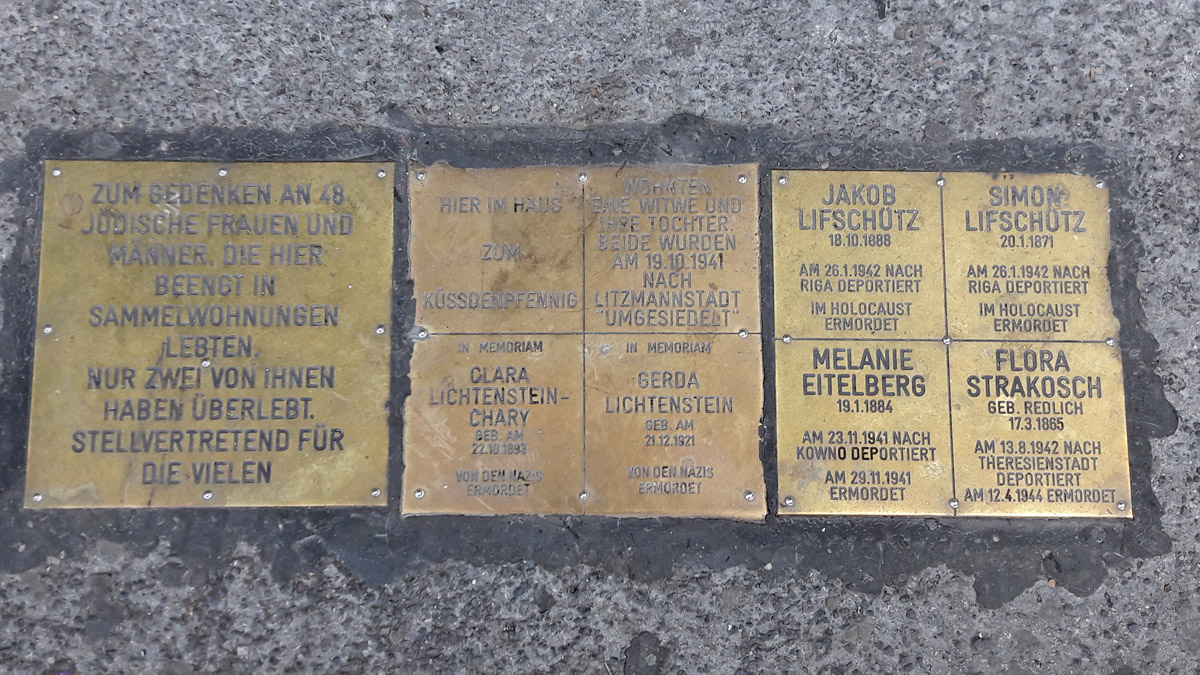 ZUM GEDENKEN AN 48
JÜDISCHE FRAUEN UND
MÄNNER, DIE HIER
BEENGT IN
SAMMELWOHNUNGEN
LEBTEN.
NUR ZWEI VON IHNEN
HABEN ÜBERLEBT.
STELLVERTRETEND FÜR
DIE VIELEN
HIER IM HAUS
ZUM
KÜSSDENPFENNIG
WOHNTEN
EINE WITWE UND
IHRE TOCHTER.
BEIDE WURDEN
AM 19.10.1941
NACH
LITZMANNSTADT
"UMGESIEDELT"
IN MEMORIAM
CLARA
LICHTENSTEIN-
CHARY
GEB. AM
22.10.1893
VON DEN NAZIS
ERMORDET
IN MEMORIAM
GERDA
LICHTENSTEIN
GEB. AM
21.12.1921
VON DEN NAZIS
ERMORDET
JAKOB
LIFSCHÜTZ
18.10.1888
AM 26.1.1942 NACH
RIGA DEPORTIERT
IM HOLOCAUST
ERMORDET
SIMON
LIFSCHÜTZ
20.1.1871
AM 26.1.1942 NACH
RIGA DEPORTIERT
IM HOLOCAUST
ERMORDET
MELANIE
EITELBERG
19.1.1884
AM 23.11.1941 NACH
KOWNO DEPORTIERT
AM 29.11.1941
ERMORDET
FLORA
STRAKOSCH
GEB. REDLICH
17.3.1865
AM 13.8.1942 NACH
THERESIENSTADT
DEPORTIERT
AM 12.4.1944 ERMORDET